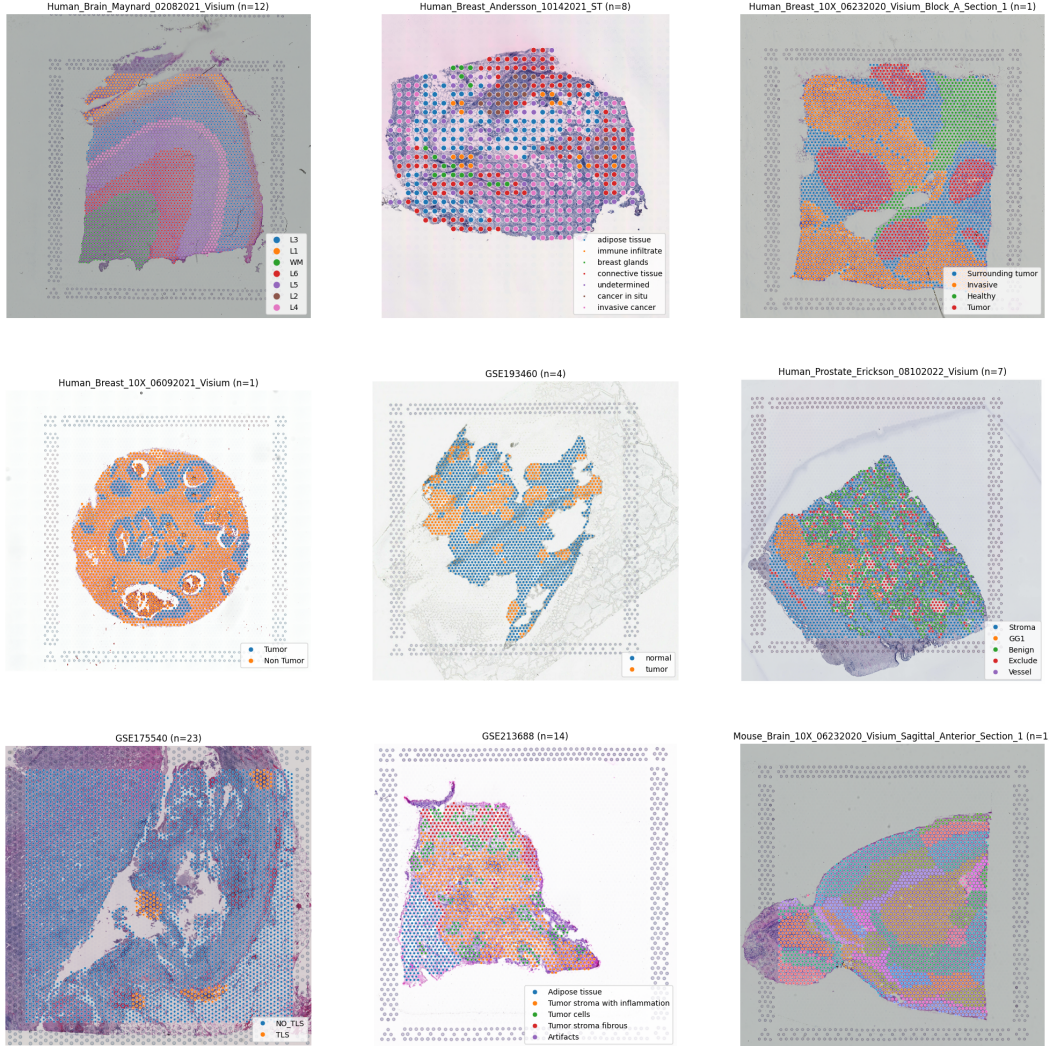 Human_Brain_Maynard_02082021_Visium (n=12)
L3
L1
WM
L6
L5
L2
L4
Human_Breast_Andersson_10142021_ST (n=8)
adipose tissue
immune infiltrate
breast glands
connective tissue
undetermined
cancer in situ
invasive cancer
Human_Breast_10X_06232020_Visium_Block_A_Section_1 (n=1)
Surrounding tumor
Invasive
Healthy
Tumor
Human_Breast_10X_06092021_Visium (n=1)
Tumor
Non Tumor
GSE193460 (n=4)
normal
tumor
Human_Prostate_Erickson_08102022_Visium (n=7)
Stroma
GG1
Benign
Exclude
Vessel
GSE175540 (n=23)
NO_TLS
TLS
GSE213688 (n=14)
Adipose tissue
Tumor stroma with inflammation
Tumor cells
Tumor stroma fibrous
Artifacts
Mouse_Brain_10X_06232020_Visium_Sagittal_Anterior_Section_1 (n=1